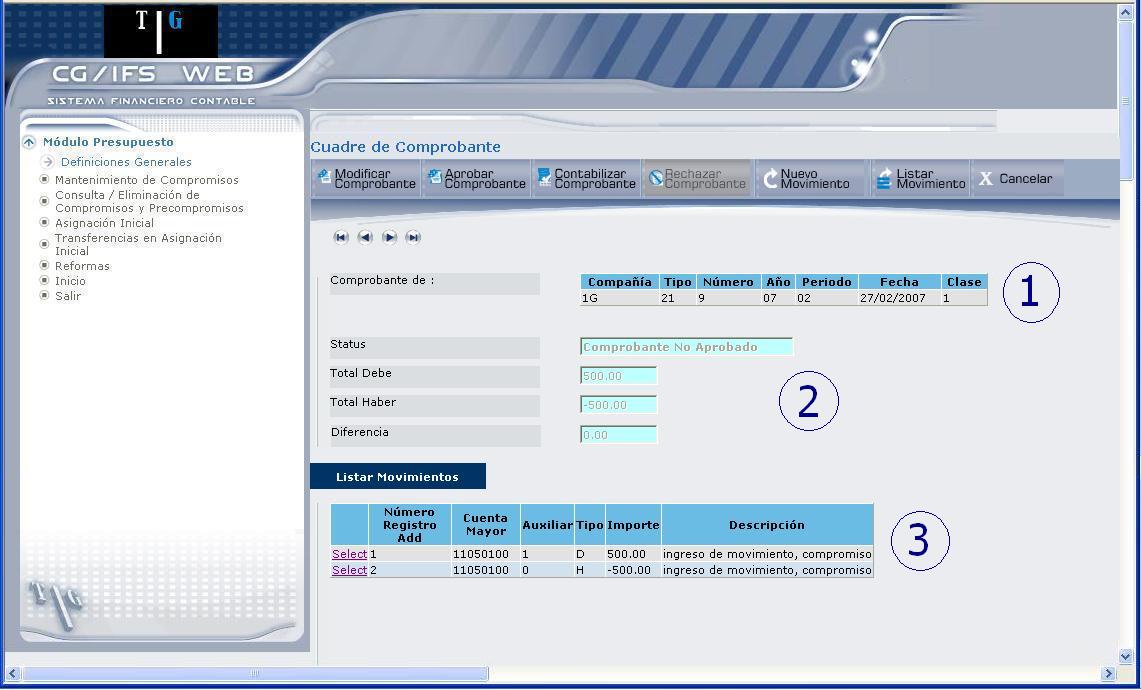 T G
CG/IFS WEB
SISTEMA FINANCIERO CONTABLE
Módulo Presupuesto
Definiciones Generales
Mantenimiento de Compromisos
Consulta / Eliminación de
Compromisos y Precompromisos
Asignación Inicial
Transferencias en Asignación
Inicial
Reformas
Inicio
Salir
TG
Cuadre de Comprobante
Modificar
Comprobante
Aprobar
Comprobante
Contabilizar
Comprobante
Rechazar
Comprobante
Nuevo
Movimiento
Listar
Movimiento
X Cancelar
Comprobante de :
Compañía Tipo Número Año Periodo Fecha Clase
1G 21 9 07 02 27/02/2007 1
1
Status
Comprobante No Aprobado
Total Debe
500.00
Total Haber
-500.00
2
Diferencia
0.00
Listar Movimientos
Número
Registro
Add
Cuenta
Mayor
Auxiliar Tipo Importe Descripción
Select 1 11050100 1 D 500.00 ingreso de movimiento, compromiso
Select 2 11050100 0 H -500.00 ingreso de movimiento, compromiso
3